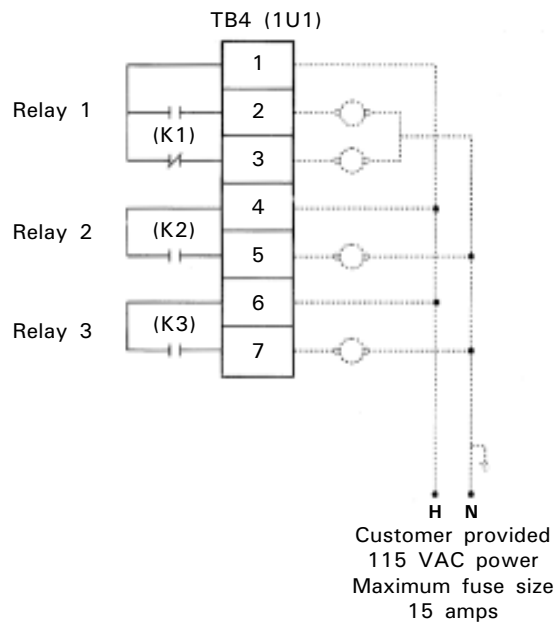 TB4 (1U1)
1
Relay 1
2
(K1)
3
4
Relay 2
(K2)
5
6
Relay 3
(K3)
7
H N
Customer provided
115 VAC power
Maximum fuse size
15 amps